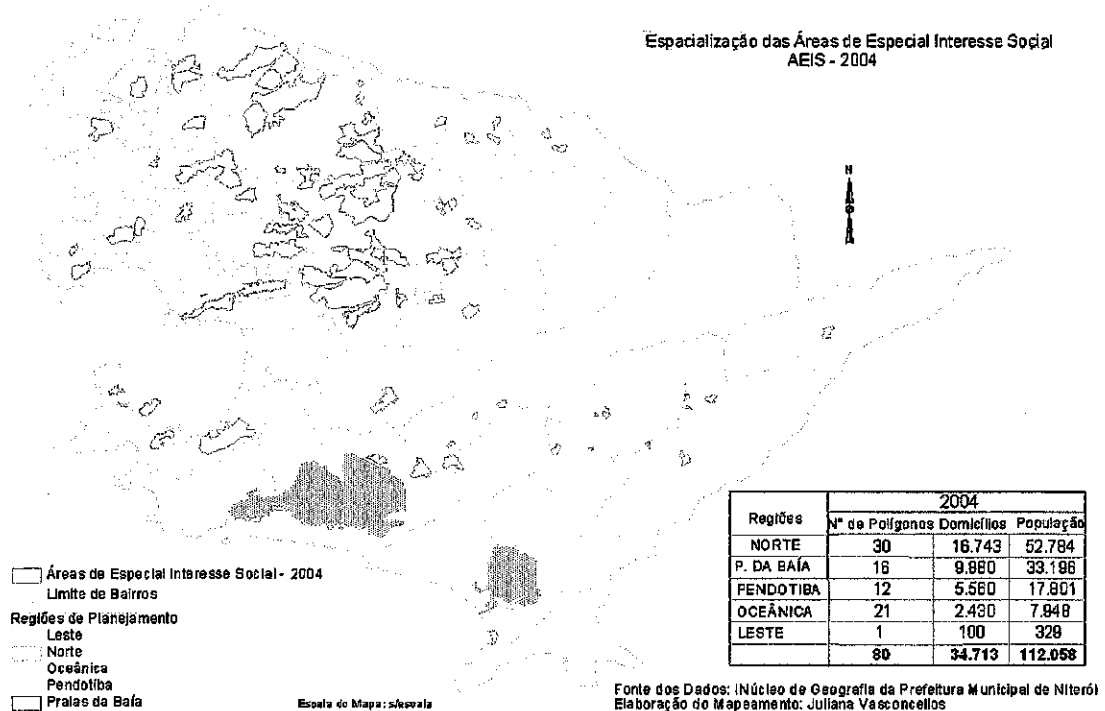 Espacialização das Áreas de Especial Interesse Social
AEIS - 2004
N
Regiões 2004
N° de Polígonos Domicílios População
NORTE 30 16.743 52.784
P. DA BAÍA 16 9.880 33.196
PENDOTIBA 12 5.560 17.801
OCEÂNICA 21 2.430 7.948
LESTE 1 100 329
80 34.713 112.058
Áreas de Especial Interesse Social - 2004
Limite de Bairros
Regiões de Planejamento
Leste
Norte
Oceânica
Pendotiba
Praias da Baía
Escala do Mapa: s/escala
Fonte dos Dados: Núcleo de Geografia da Prefeitura Municipal de Niterói
Elaboração do Mapeamento: Juliana Vasconcellos